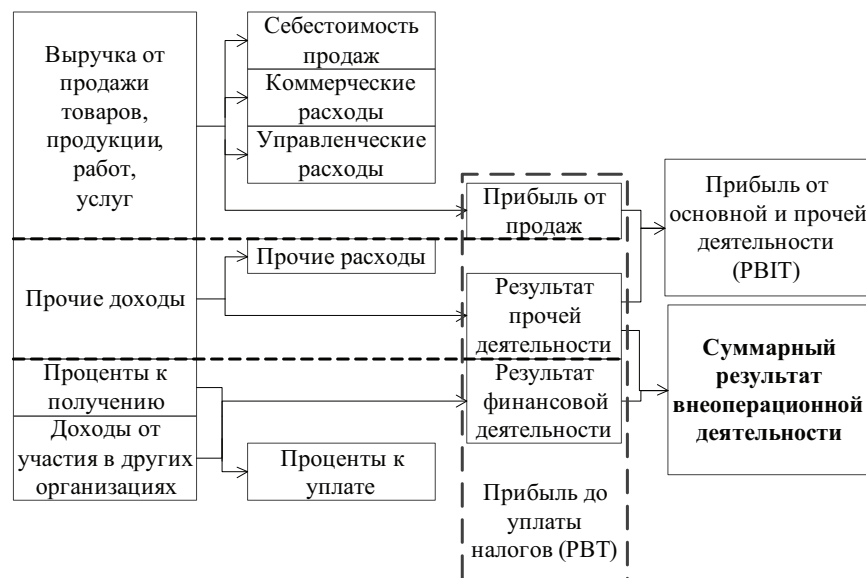 Выручка от
продажи
товаров,
продукции,
работ,
услуг
Себестоимость
продаж
Коммерческие
расходы
Управленческие
расходы
Прибыль от
продаж
Прибыль от
основной и прочей
деятельности
(PBIT)
Прочие доходы
Прочие расходы
Результат
прочей
деятельности
Суммарный
результат
внеоперационной
деятельности
Проценты к
получению
Доходы от
участия в других
организациях
Проценты к
уплате
Результат
финансовой
деятельности
Прибыль до
уплаты
налогов (PBT)